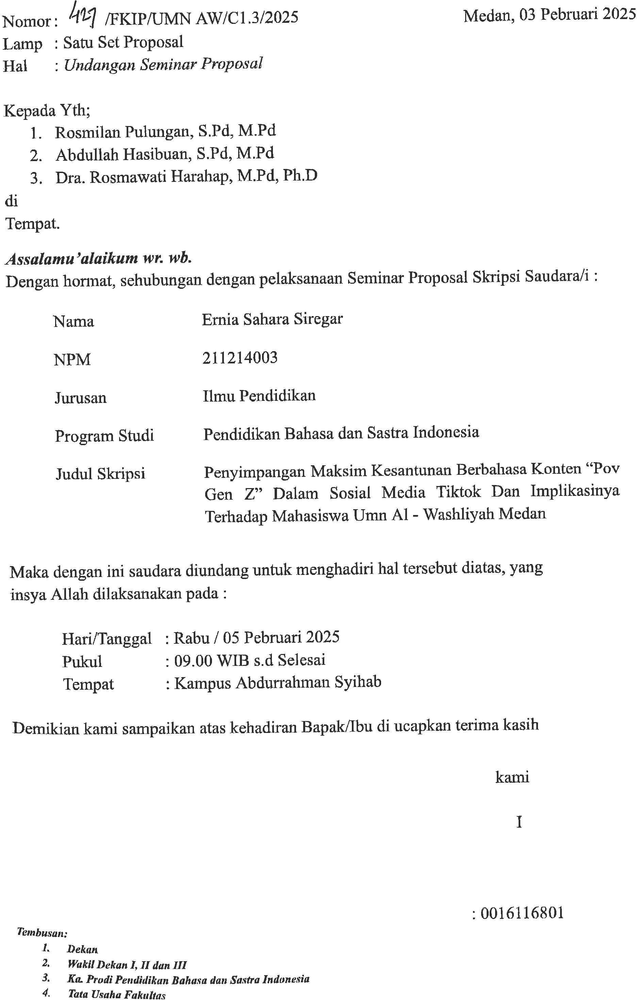 Nomor : 427 /FKIP/UMN AW/C1.3/2025 Medan, 03 Pebruari 2025
Lamp : Satu Set Proposal
Hal : Undangan Seminar Proposal
Kepada Yth;
1. Rosmilan Pulungan, S.Pd, M.Pd
2. Abdullah Hasibuan, S.Pd, M.Pd
3. Dra. Rosmawati Harahap, M.Pd, Ph.D
di
Tempat.
Assalamu'alaikum wr. wb.
Dengan hormat, sehubungan dengan pelaksanaan Seminar Proposal Skripsi Saudara/i :
Nama Ernia Sahara Siregar
NPM 211214003
Jurusan Ilmu Pendidikan
Program Studi Pendidikan Bahasa dan Sastra Indonesia
Judul Skripsi Penyimpangan Maksim Kesantunan Berbahasa Konten “Pov
Gen Z” Dalam Sosial Media Tiktok Dan Implikasinya
Terhadap Mahasiswa Umn Al - Washliyah Medan
Maka dengan ini saudara diundang untuk menghadiri hal tersebut diatas, yang
insya Allah dilaksanakan pada :
Hari/Tanggal : Rabu / 05 Pebruari 2025
Pukul : 09.00 WIB s.d Selesai
Tempat : Kampus Abdurrahman Syihab
Demikian kami sampaikan atas kehadiran Bapak/Ibu di ucapkan terima kasih
kami
I
: 0016116801
Tembusan:
1. Dekan
2. Wakil Dekan I, II dan III
3. Ka. Prodi Pendidikan Bahasa dan Sastra Indonesia
4. Tata Usaha Fakultas